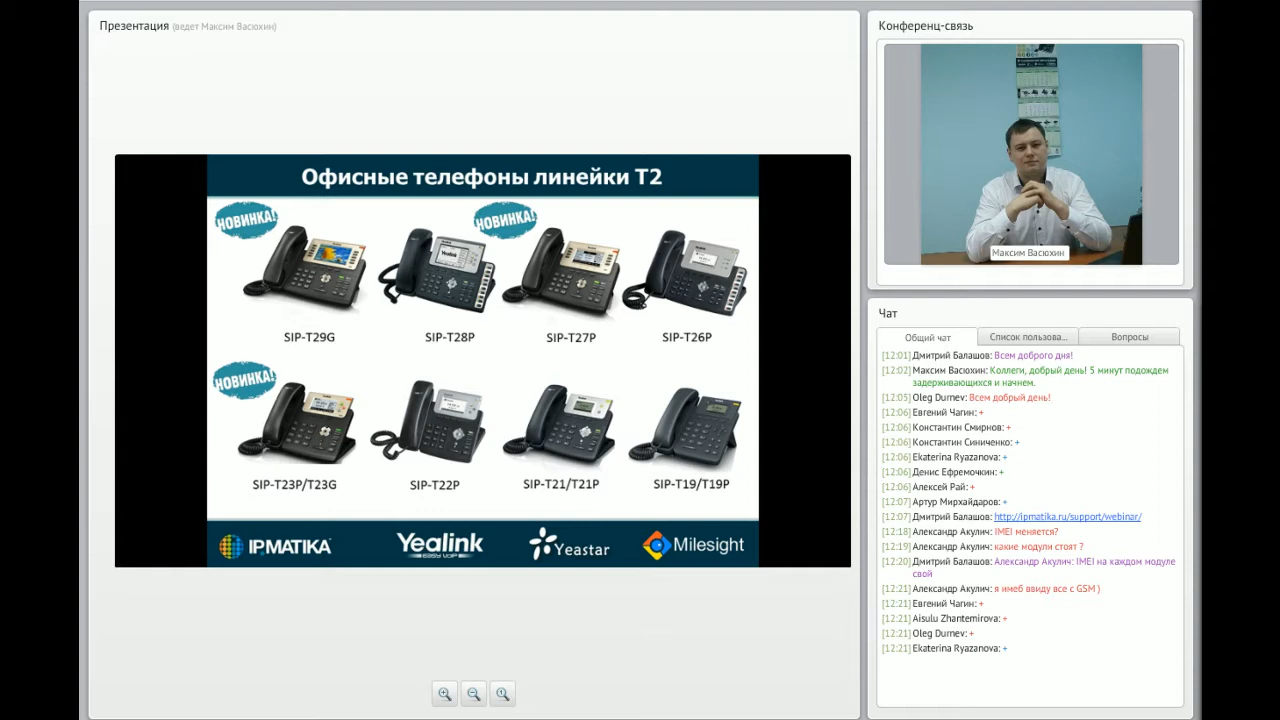 Презентация (ведет Максим Васюхин)
Офисные телефоны линейки Т2
НОВИНКА!
НОВИНКА!
SIP-T29G
SIP-T28P
SIP-T27P
SIP-T26P
НОВИНКА!
SIP-T23P/T23G
SIP-T22P
SIP-T21/T21P
SIP-T19/T19P
IPMATIKA
Yealink
EASY VOIP
Yeastar
Milesight
Конференц-связь
Максим Васюхин
Чат
Общий чат
Список пользова...
Вопросы
[12:01] Дмитрий Балашов: Всем доброго дня!
[12:02] Максим Васюхин: Коллеги, добрый день! 5 минут подождем
задерживающихся и начнем.
[12:05] Oleg Durnev: Всем добрый день!
[12:06] Евгений Чагин: +
[12:06] Константин Смирнов: +
[12:06] Константин Синиченко: +
[12:06] Ekaterina Ryazanova: +
[12:06] Денис Ефремочкин: +
[12:06] Алексей Рай: +
[12:07] Артур Мирхайдаров: +
[12:07] Дмитрий Балашов: http://ipmatika.ru/support/webinar/
[12:18] Александр Акулич: IMEI меняется?
[12:19] Александр Акулич: какие модули стоят ?
[12:20] Дмитрий Балашов: Александр Акулич: IMEI на каждом модуле
свой
[12:21] Александр Акулич: я имеб ввиду все с GSM )
[12:21] Евгений Чагин: +
[12:21] Aisulu Zhantemirova: +
[12:21] Oleg Durnev: +
[12:21] Ekaterina Ryazanova: +